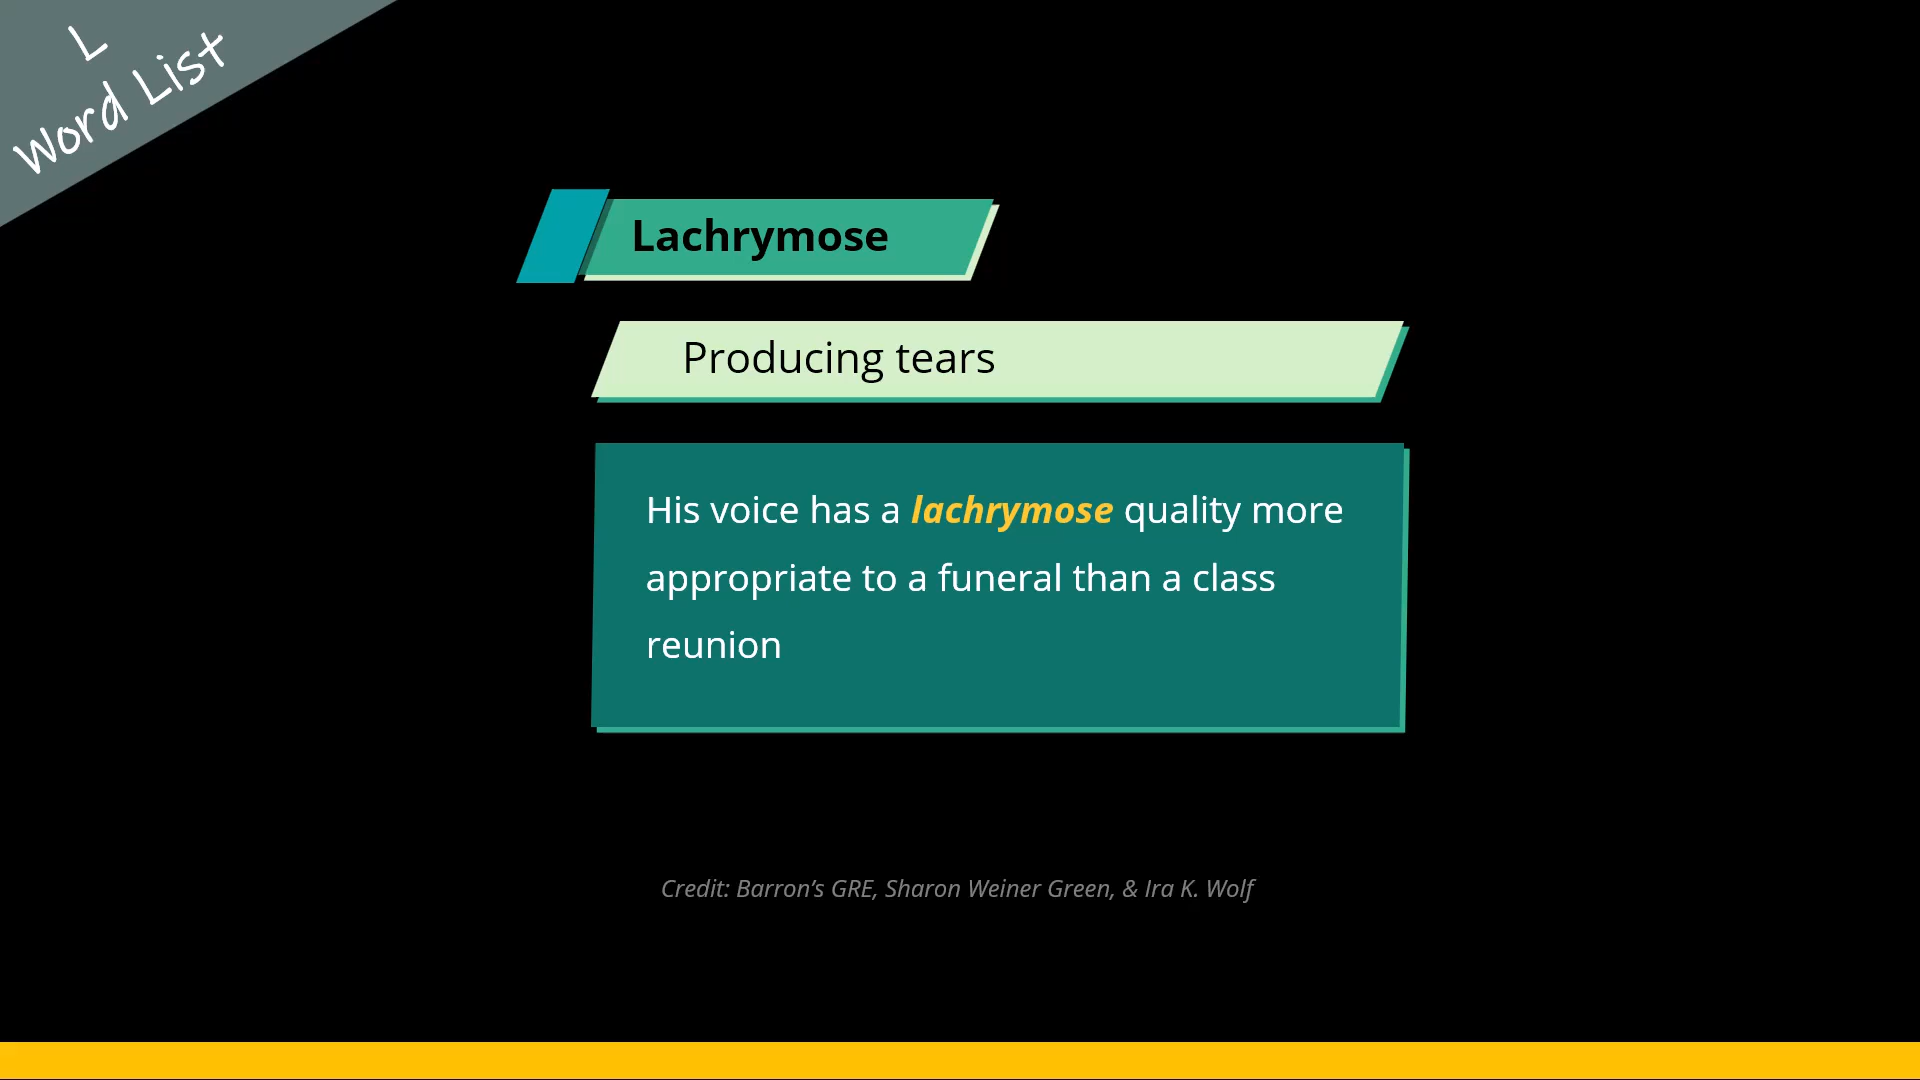 L
Word List
Lachrymose
Producing tears
His voice has a lachrymose quality more
appropriate to a funeral than a class
reunion
Credit: Barron’s GRE, Sharon Weiner Green, & Ira K. Wolf